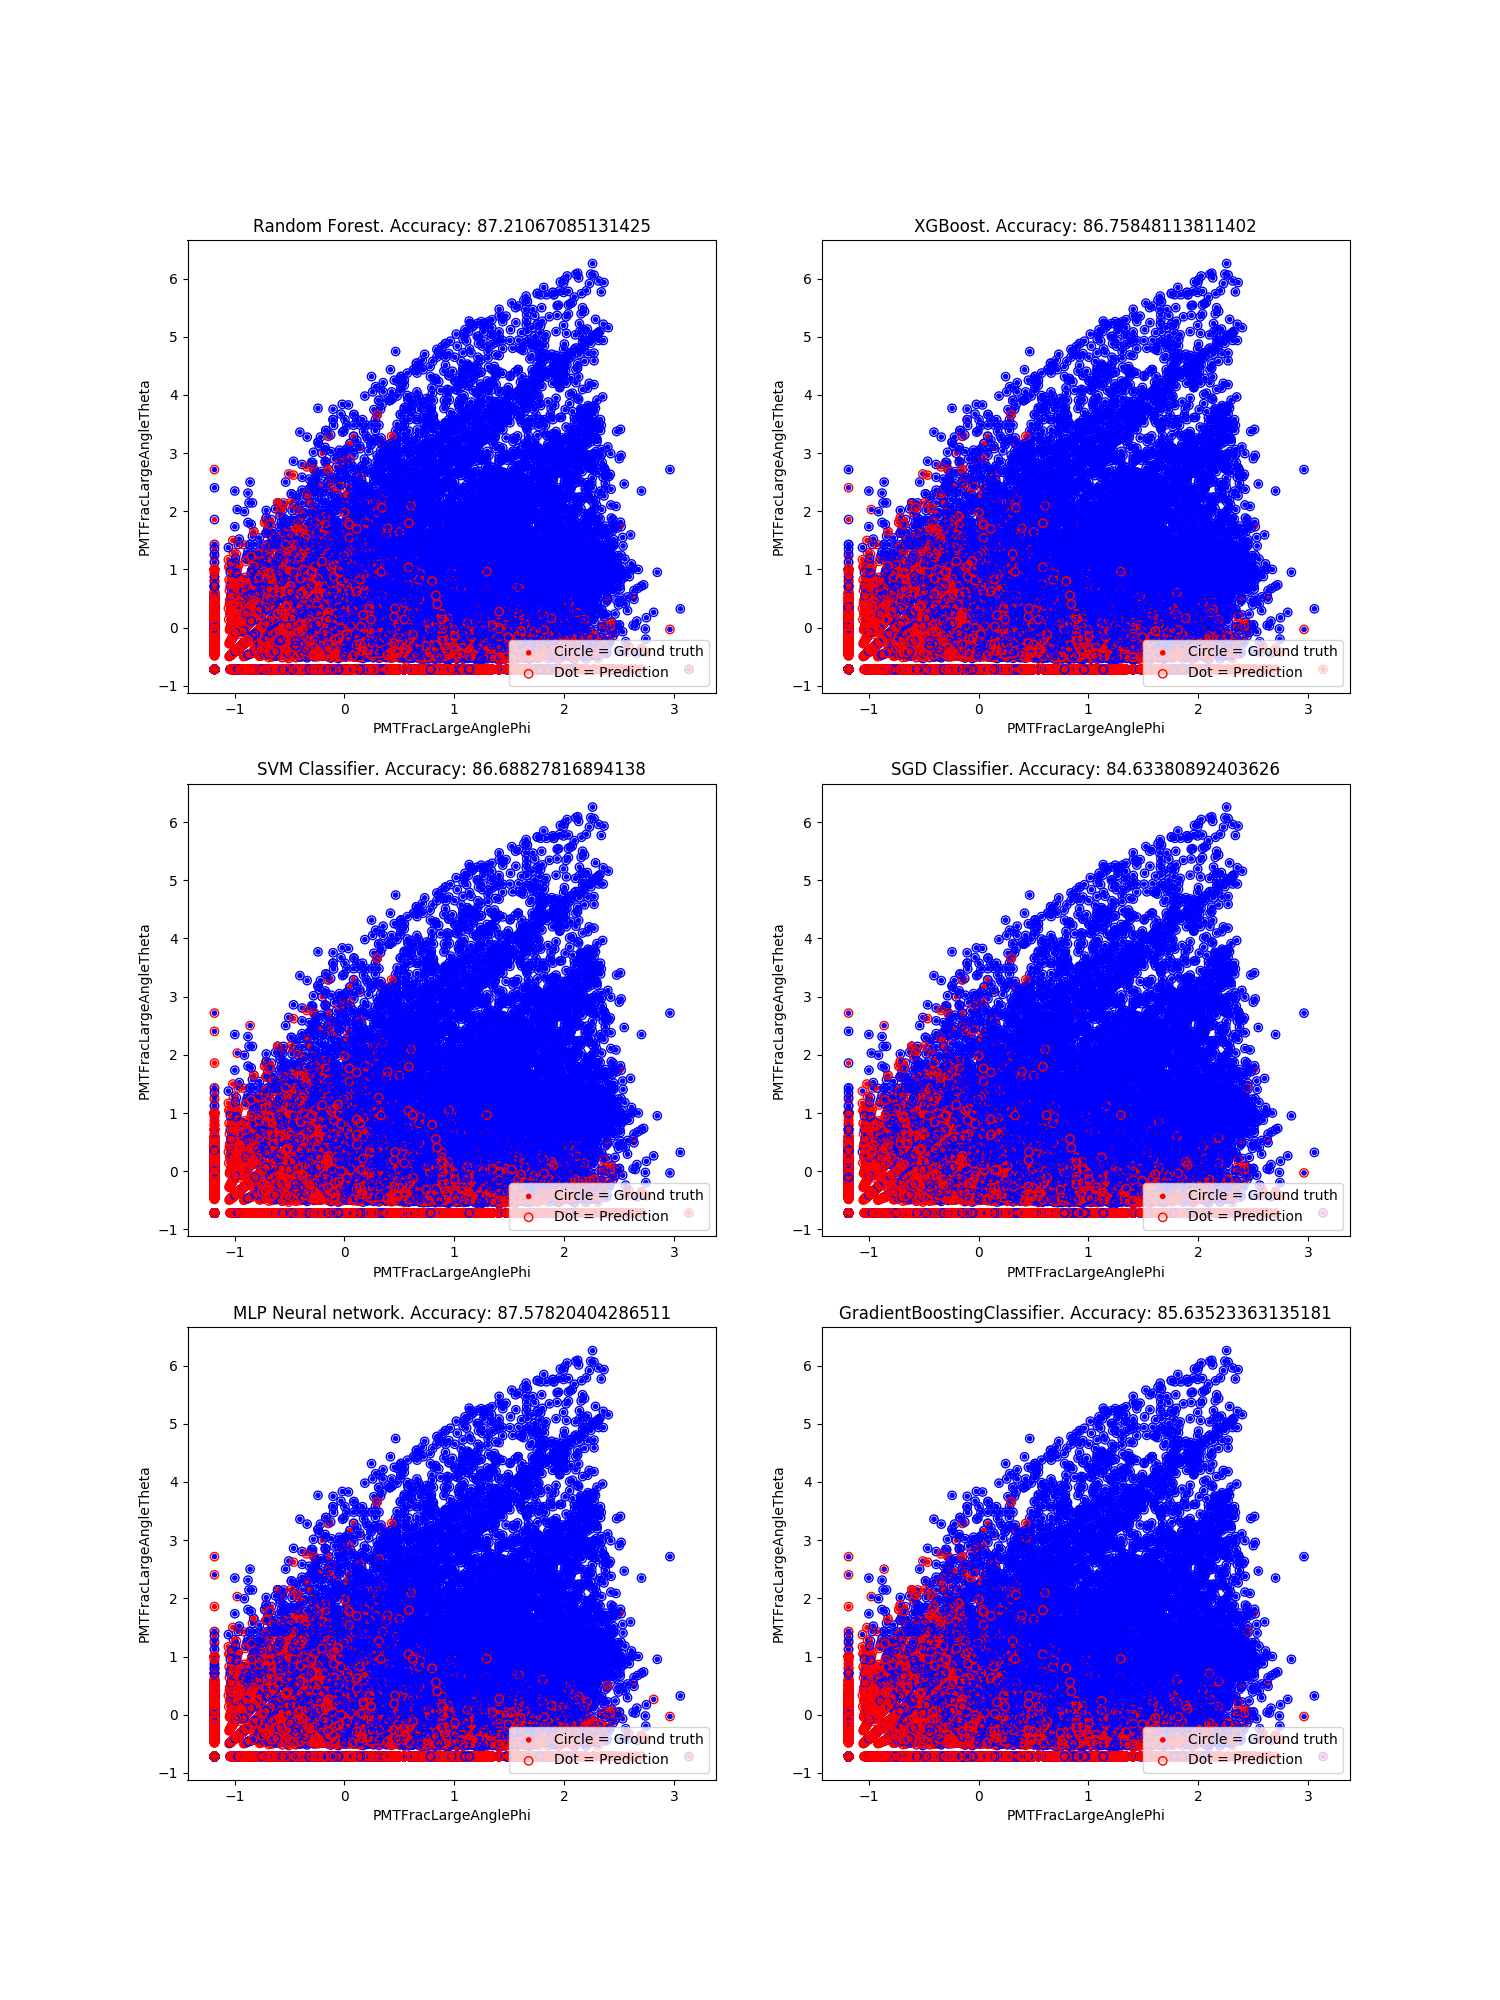 Random Forest. Accuracy: 87.21067085131425
PMTFracLargeAngleTheta
6
5
4
3
2
1
0
−1
Circle = Ground truth
Dot = Prediction
−1 0 1 2 3
PMTFracLargeAnglePhi
XGBoost. Accuracy: 86.75848113811402
PMTFracLargeAngleTheta
6
5
4
3
2
1
0
−1
Circle = Ground truth
Dot = Prediction
−1 0 1 2 3
PMTFracLargeAnglePhi
SVM Classifier. Accuracy: 86.68827816894138
PMTFracLargeAngleTheta
6
5
4
3
2
1
0
−1
Circle = Ground truth
Dot = Prediction
−1 0 1 2 3
PMTFracLargeAnglePhi
SGD Classifier. Accuracy: 84.63380892403626
PMTFracLargeAngleTheta
6
5
4
3
2
1
0
−1
Circle = Ground truth
Dot = Prediction
−1 0 1 2 3
PMTFracLargeAnglePhi
MLP Neural network. Accuracy: 87.57820404286511
PMTFracLargeAngleTheta
6
5
4
3
2
1
0
−1
Circle = Ground truth
Dot = Prediction
−1 0 1 2 3
PMTFracLargeAnglePhi
GradientBoostingClassifier. Accuracy: 85.63523363135181
PMTFracLargeAngleTheta
6
5
4
3
2
1
0
−1
Circle = Ground truth
Dot = Prediction
−1 0 1 2 3
PMTFracLargeAnglePhi